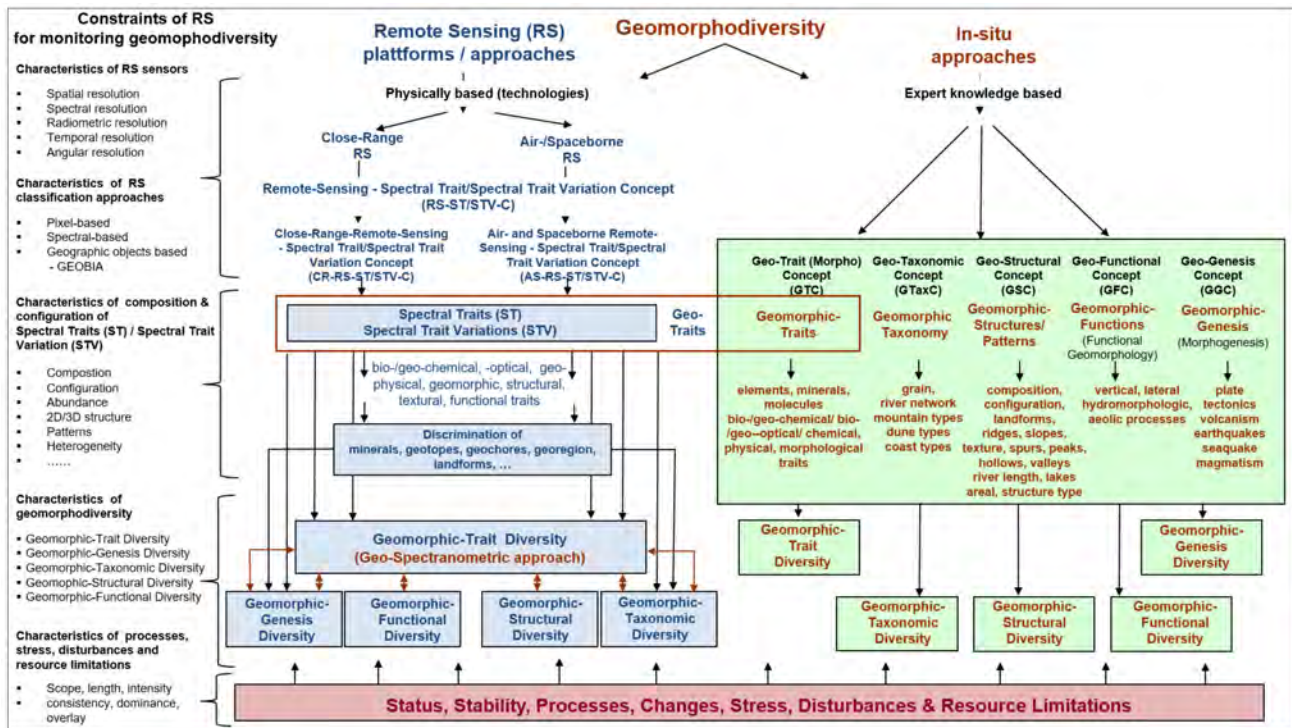 Constraints of RS
for monitoring geomophodiversity
Characteristics of RS sensors
▪ Spatial resolution
▪ Spectral resolution
▪ Radiometric resolution
▪ Temporal resolution
▪ Angular resolution
Characteristics of RS
classification approaches
▪ Pixel-based
▪ Spectral-based
▪ Geographic objects based
- GEOBIA
Characteristics of composition &
configuration of
Spectral Traits (ST) / Spectral Trait
Variation (STV)
▪ Compostion
▪ Configuration
▪ Abundance
▪ 2D/3D structure
▪ Patterns
▪ Heterogeneity
▪ ......
Characteristics of
geomorphodiversity
▪ Geomorphic-Trait Diversity
▪ Geomorphic-Genesis Diversity
▪ Geomorphic-Taxonomic Diversity
▪ Geomophic-Structural Diversity
▪ Geomorphic-Functional Diversity
Characteristics of processes,
stress, disturbances and
resource limitations
▪ Scope, length, intensity
consistency, dominance,
overlay
Geomorphodiversity
Remote Sensing (RS)
plattforms / approaches
Physically based (technologies)
Close-Range
RS
Air-/Spaceborne
RS
Remote-Sensing - Spectral Trait/Spectral Trait Variation Concept
(RS-ST/STV-C)
Close-Range-Remote-Sensing
- Spectral Trait/Spectral Trait
Variation Concept
(CR-RS-ST/STV-C)
Air- and Spaceborne Remote-
Sensing - Spectral Trait/Spectral
Trait Variation Concept
(AS-RS-ST/STV-C)
Spectral Traits (ST)
Spectral Trait Variations (STV)
Geo-
Traits
bio-/geo-chemical, -optical, geo-
physical, geomorphic, structural,
textural, functional traits
Discrimination of
minerals, geotopes, geochores, georegion,
landforms, ...
Geomorphic-Trait Diversity
(Geo-Spectranometric approach)
Geomorphic-
Genesis
Diversity
Geomorphic-
Functional
Diversity
Geomorphic-
Structural
Diversity
Geomorphic-
Taxonomic
Diversity
In-situ
approaches
Expert knowledge based
Geo-Trait (Morpho)
Concept
(GTC)
Geomorphic-
Traits
elements, minerals,
molecules
bio-/geo-chemical/ bio-
/geo--optical/ chemical,
physical, morphological
traits
Geo-Taxonomic
Concept
(GTaxC)
Geomorphic
Taxonomy
grain,
river network
mountain types
dune types
coast types
Geo-Structural
Concept
(GSC)
Geomorphic-
Structures/
Patterns
composition,
configuration,
landforms,
ridges, slopes,
texture, spurs, peaks,
hollows, valleys
river length, lakes
areal, structure type
Geo-Functional
Concept
(GFC)
Geomorphic-
Functions
(Functional
Geomorphology)
vertical, lateral
hydromorphologic,
aeolic processes
Geo-Genesis
Concept
(GGC)
Geomorphic-
Genesis
(Morphogenesis)
plate
tectonics
volcanism
earthquakes
seaquake
magmatism
Geomorphic-
Trait
Diversity
Geomorphic-
Genesis
Diversity
Geomorphic-
Taxonomic
Diversity
Geomorphic-
Structural
Diversity
Geomorphic-
Functional
Diversity
Status, Stability, Processes, Changes, Stress, Disturbances & Resource Limitations